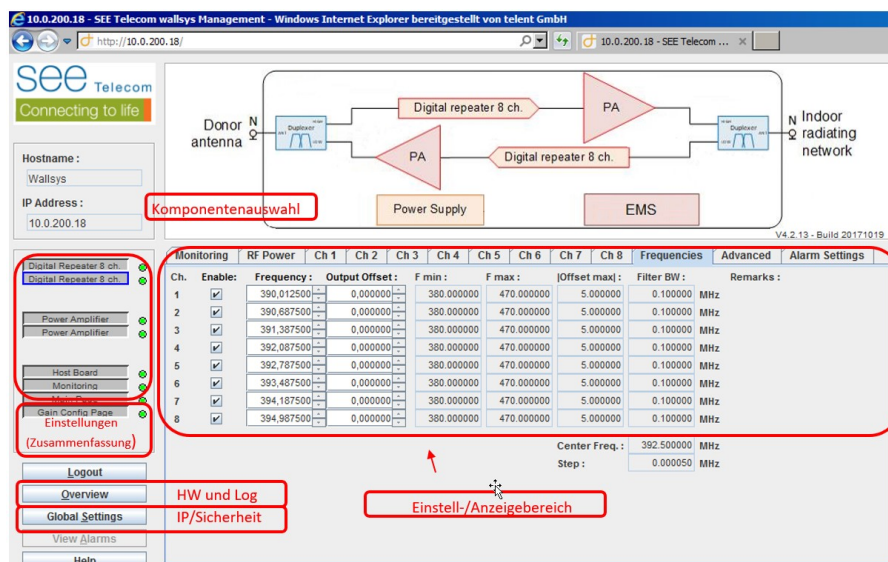 10.0.200.18 - SEE Telecom wallsys Management - Windows Internet Explorer bereitgestellt von telent GmbH
http://10.0.200.18/
10.0.200.18 - SEE Telecom ...
see Telecom
Connecting to life
Hostname :
Wallsys
IP Address :
10.0.200.18
Komponentenauswahl
Donor antenna
N
Duplexer
Digital repeater 8 ch.
PA
PA
Digital repeater 8 ch.
Duplexer
N
Indoor radiating network
Power Supply
EMS
V4.2.13 - Build 20171019
Digital Repeater 8 ch.
Digital Repeater 8 ch.
Power Amplifier
Power Amplifier
Host Board
Monitoring
Main Page
Gain Config Page
Einstellungen
(Zusammenfassung)
Logout
Overview
HW und Log
Global Settings
IP/Sicherheit
View Alarms
Help
Monitoring RF Power Ch 1 Ch 2 Ch 3 Ch 4 Ch 5 Ch 6 Ch 7 Ch 8 Frequencies Advanced Alarm Settings
Ch. Enable: Frequency : Output Offset : F min : F max : |Offset max| : Filter BW : Remarks :
1 390,012500 0,000000 380.000000 470.000000 5.000000 0.100000 MHz
2 390,687500 0,000000 380.000000 470.000000 5.000000 0.100000 MHz
3 391,387500 0,000000 380.000000 470.000000 5.000000 0.100000 MHz
4 392,087500 0,000000 380.000000 470.000000 5.000000 0.100000 MHz
5 392,787500 0,000000 380.000000 470.000000 5.000000 0.100000 MHz
6 393,487500 0,000000 380.000000 470.000000 5.000000 0.100000 MHz
7 394,187500 0,000000 380.000000 470.000000 5.000000 0.100000 MHz
8 394,987500 0,000000 380.000000 470.000000 5.000000 0.100000 MHz
Center Freq. : 392.500000 MHz
Step : 0.000050 MHz
Einstell-/Anzeigebereich